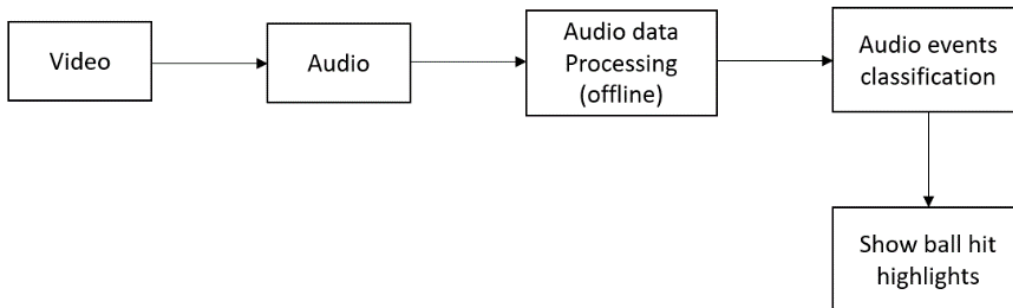 Video
Audio
Audio data
Processing
(offline)
Audio events
classification
Show ball hit
highlights